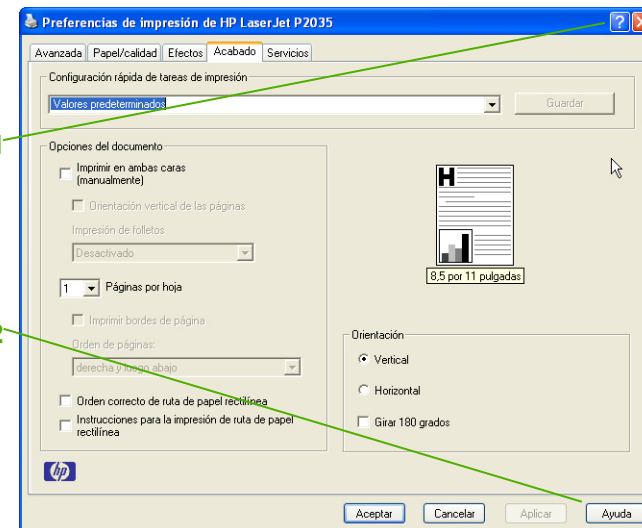 Preferencias de impresión de HP LaserJet P2035
Avanzada Papel/calidad Efectos Acabado Servicios
Configuración rápida de tareas de impresión
Valores predeterminados
Guardar
Opciones del documento
Imprimir en ambas caras
(manualmente)
Orientación vertical de las páginas
Impresión de folletos
Desactivado
1 Páginas por hoja
Imprimir bordes de página
Orden de páginas:
derecha y luego abajo
Orden correcto de ruta de papel rectilínea
Instrucciones para la impresión de ruta de papel
rectilínea
H
8,5 por 11 pulgadas
Orientación
Vertical
Horizontal
Girar 180 grados
hp
Aceptar Cancelar Aplicar Ayuda